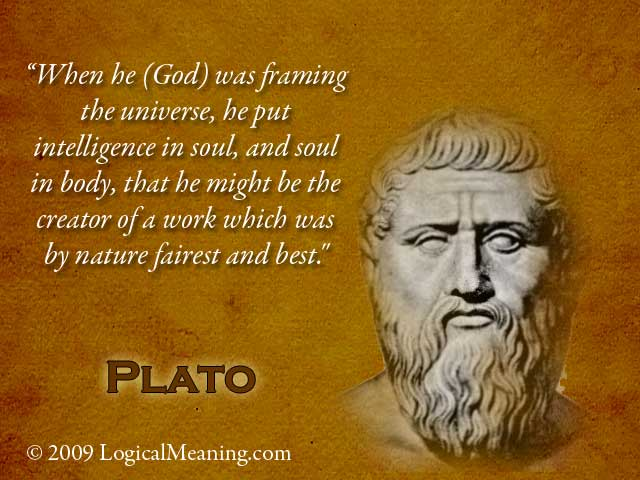 “When he (God) was framing
the universe, he put
intelligence in soul, and soul
in body, that he might be the
creator of a work which was
by nature fairest and best."
PLATO
© 2009 LogicalMeaning.com